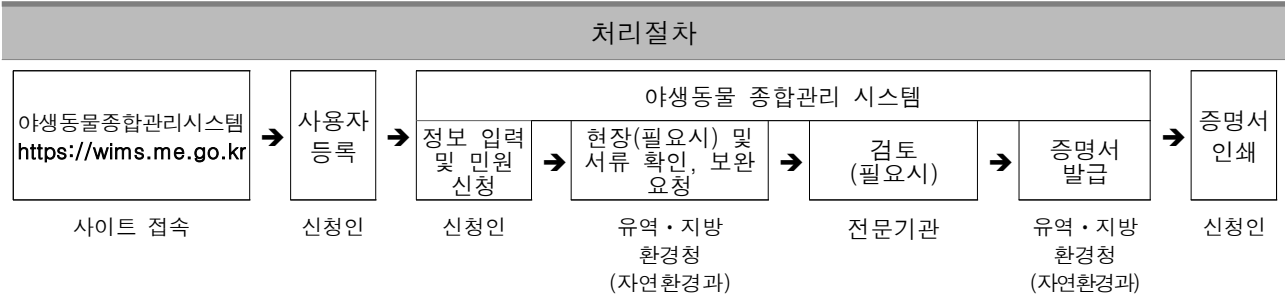 처리절차
야생동물종합관리시스템
https://wims.me.go.kr
➔
사용자
등록
➔
야생동물 종합관리 시스템
정보 입력
및 민원
신청
➔
현장(필요시) 및
서류 확인, 보완
요청
➔
검토
(필요시)
➔
증명서
발급
➔
증명서
인쇄
사이트 접속
신청인
신청인
유역・지방
환경청
(자연환경과)
전문기관
유역・지방
환경청
(자연환경과)
신청인